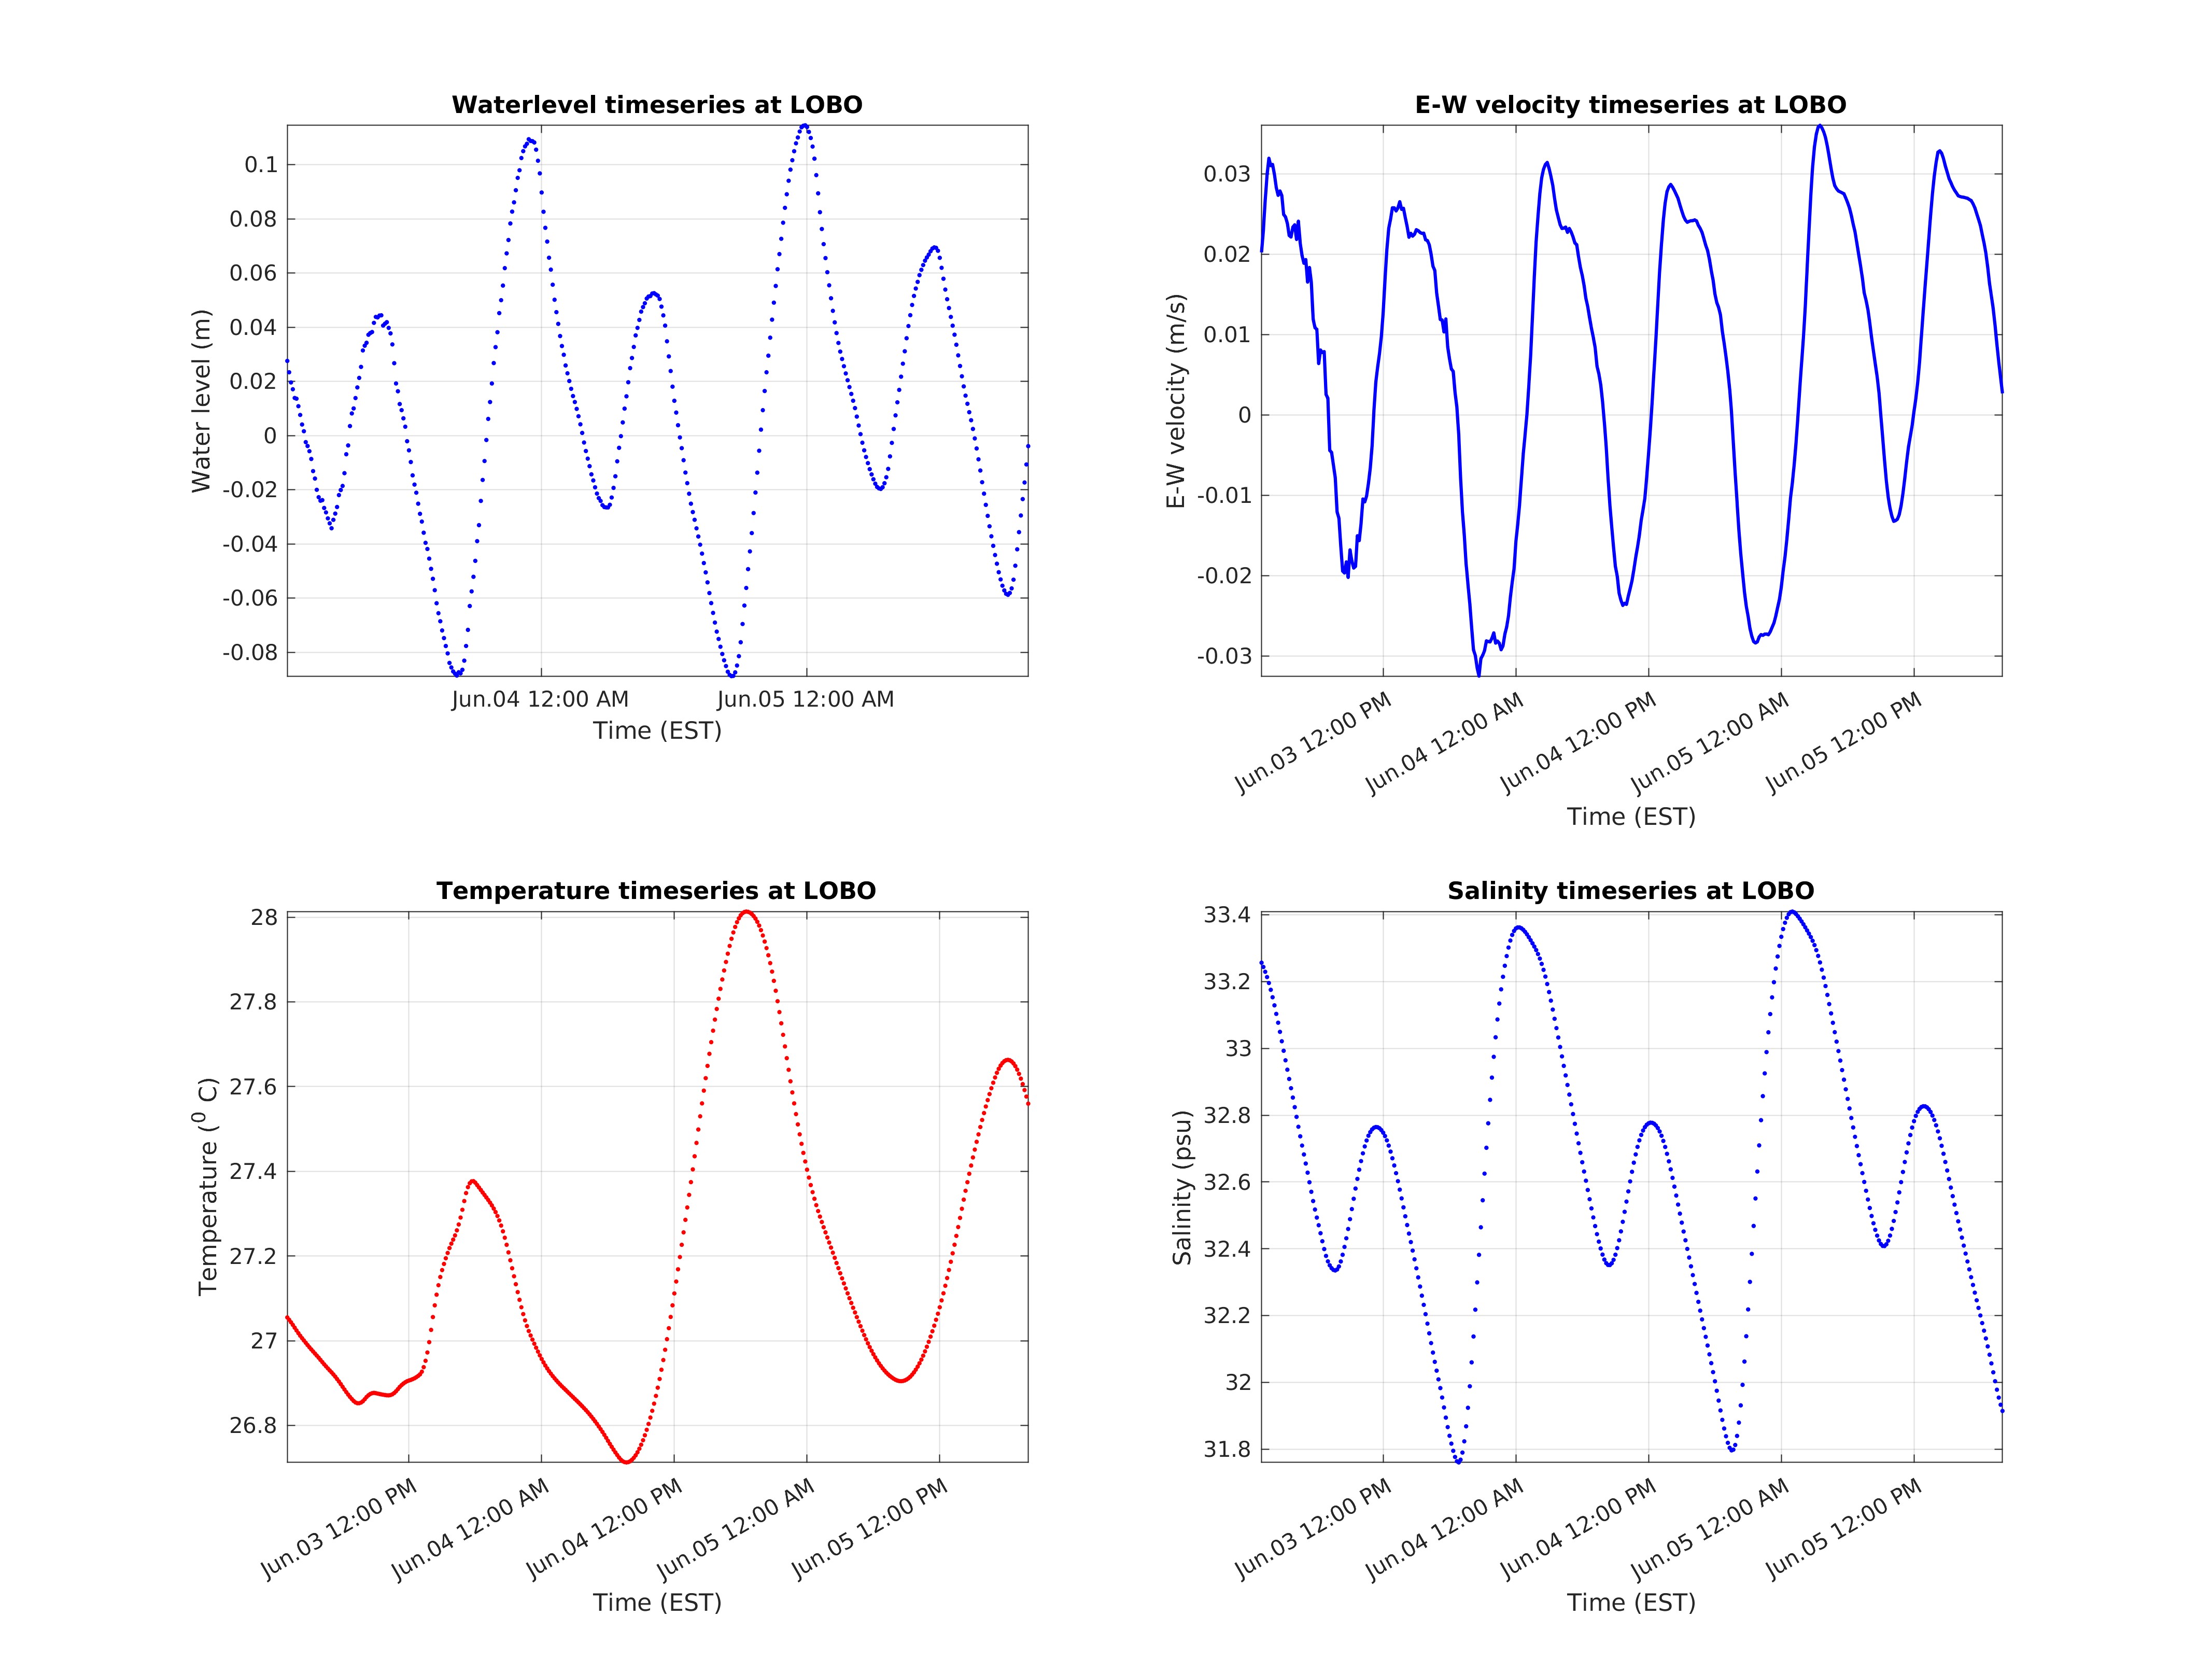 Waterlevel timeseries at LOBO
0.1
0.08
0.06
0.04
0.02
0
-0.02
-0.04
-0.06
-0.08
Water level (m)
Jun.04 12:00 AM
Jun.05 12:00 AM
Time (EST)
E-W velocity timeseries at LOBO
0.03
0.02
0.01
0
-0.01
-0.02
-0.03
E-W velocity (m/s)
Jun.03 12:00 PM
Jun.04 12:00 AM
Jun.04 12:00 PM
Jun.05 12:00 AM
Jun.05 12:00 PM
Time (EST)
Temperature timeseries at LOBO
28
27.8
27.6
27.4
27.2
27
26.8
Temperature (⁰ C)
Jun.03 12:00 PM
Jun.04 12:00 AM
Jun.04 12:00 PM
Jun.05 12:00 AM
Jun.05 12:00 PM
Time (EST)
Salinity timeseries at LOBO
33.4
33.2
33
32.8
32.6
32.4
32.2
32
31.8
Saliinity (psu)
Jun.03 12:00 PM
Jun.04 12:00 AM
Jun.04 12:00 PM
Jun.05 12:00 AM
Jun.05 12:00 PM
Time (EST)